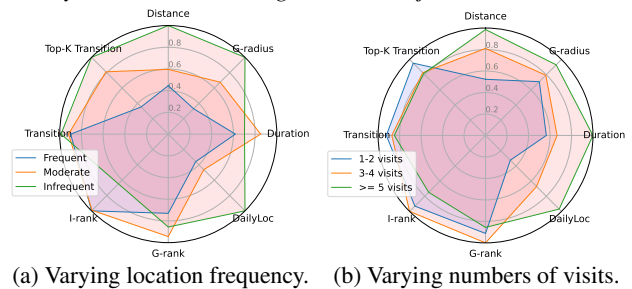 Distance
Top-K Transition
G-radius
Transition
Duration
I-rank
DailyLoc
G-rank
0.8
0.6
0.4
0.2
Frequent
Moderate
Infrequent
(a) Varying location frequency.
Distance
Top-K Transition
G-radius
Transition
Duration
I-rank
DailyLoc
G-rank
0.8
0.6
0.4
0.2
1-2 visits
3-4 visits
>= 5 visits
(b) Varying numbers of visits.